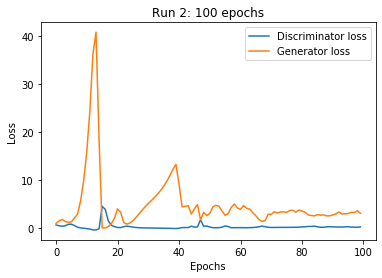 Run 2: 100 epochs
Discriminator loss
Generator loss
Loss
40
30
20
10
0
0 20 40 60 80 100
Epochs